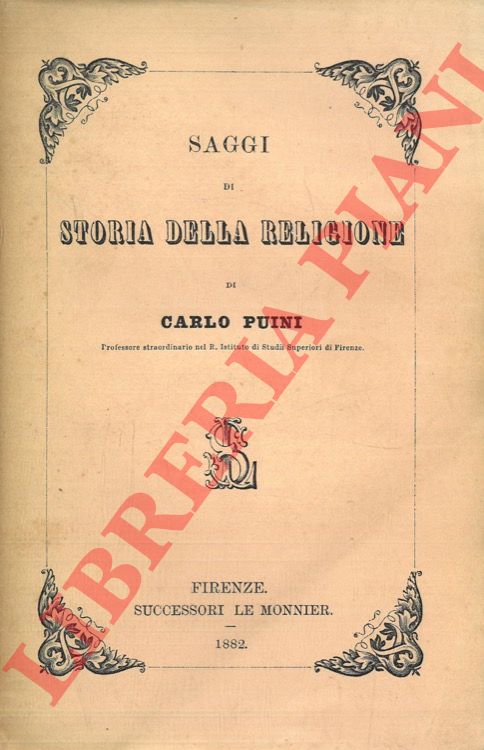 SAGGI
DI
STORIA DELLA RELIGIONE
DI
CARLO PUINI
Professore straordinario nel R. Istituto di Studii Superiori di Firenze.
FIRENZE.
SUCCESSORI LE MONNIER.
1882.
LIBRERIA PIANI